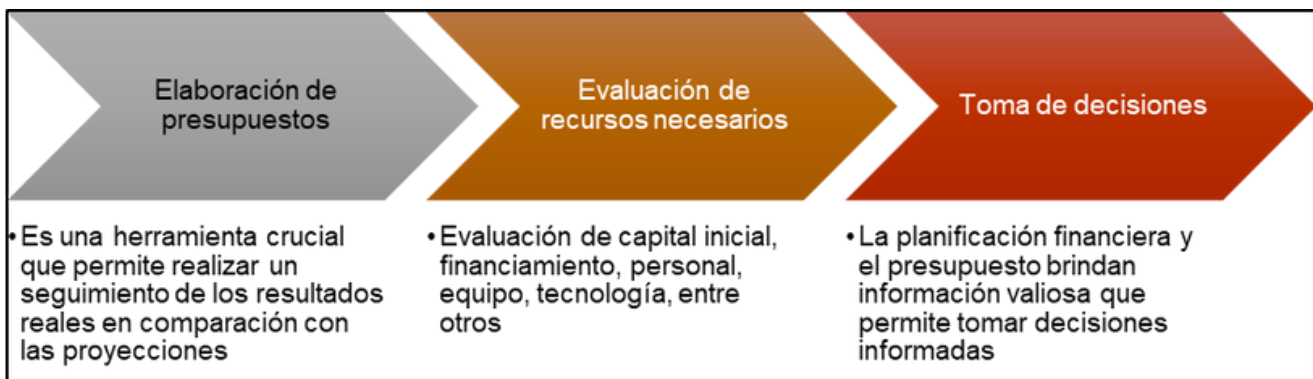 Elaboración de
presupuestos
Evaluación de
recursos necesarios
Toma de decisiones
•Es una herramienta crucial
que permite realizar un
seguimiento de los resultados
reales en comparación con
las proyecciones
•Evaluación de capital inicial,
financiamiento, personal,
equipo, tecnología, entre
otros
•La planificación financiera y
el presupuesto brindan
información valiosa que
permite tomar decisiones
informadas